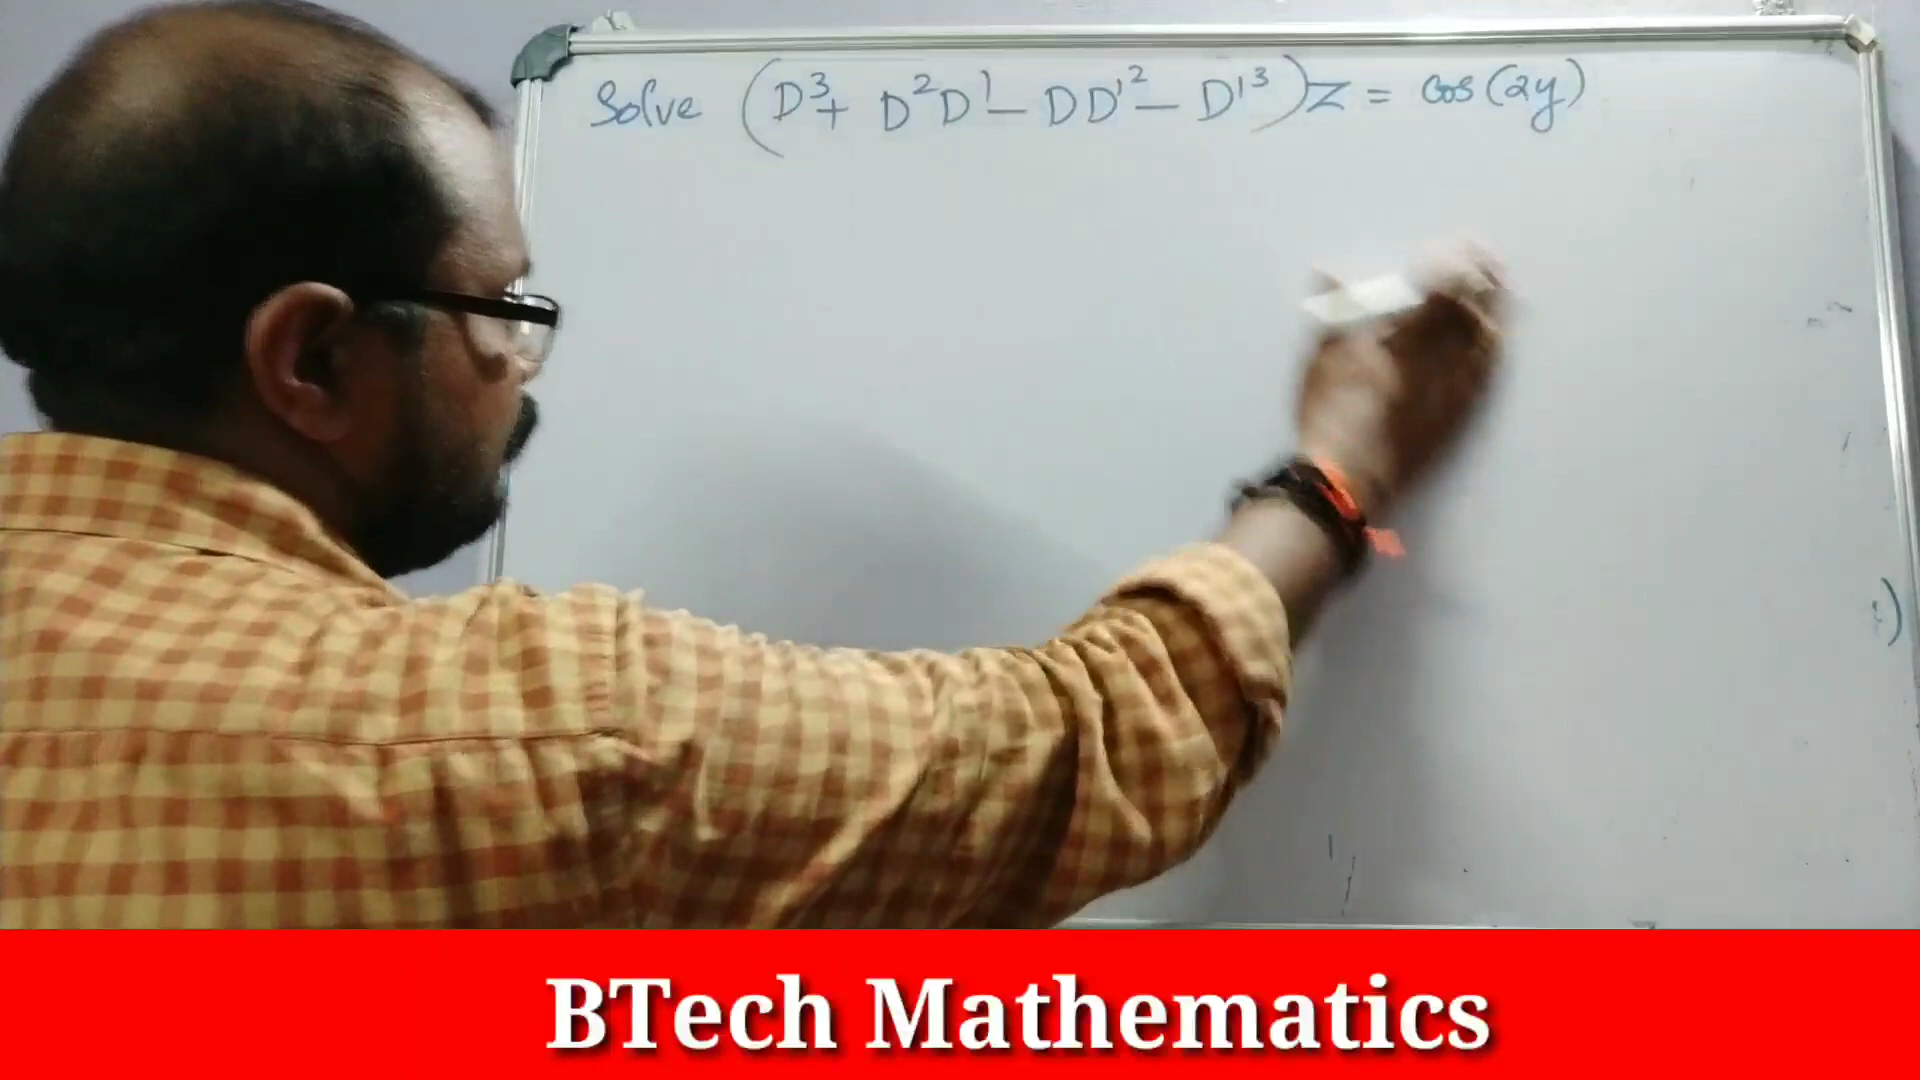 Solve (D³ + D²D' - DD'² - D'³)Z = cos(2y)
BTech Mathematics